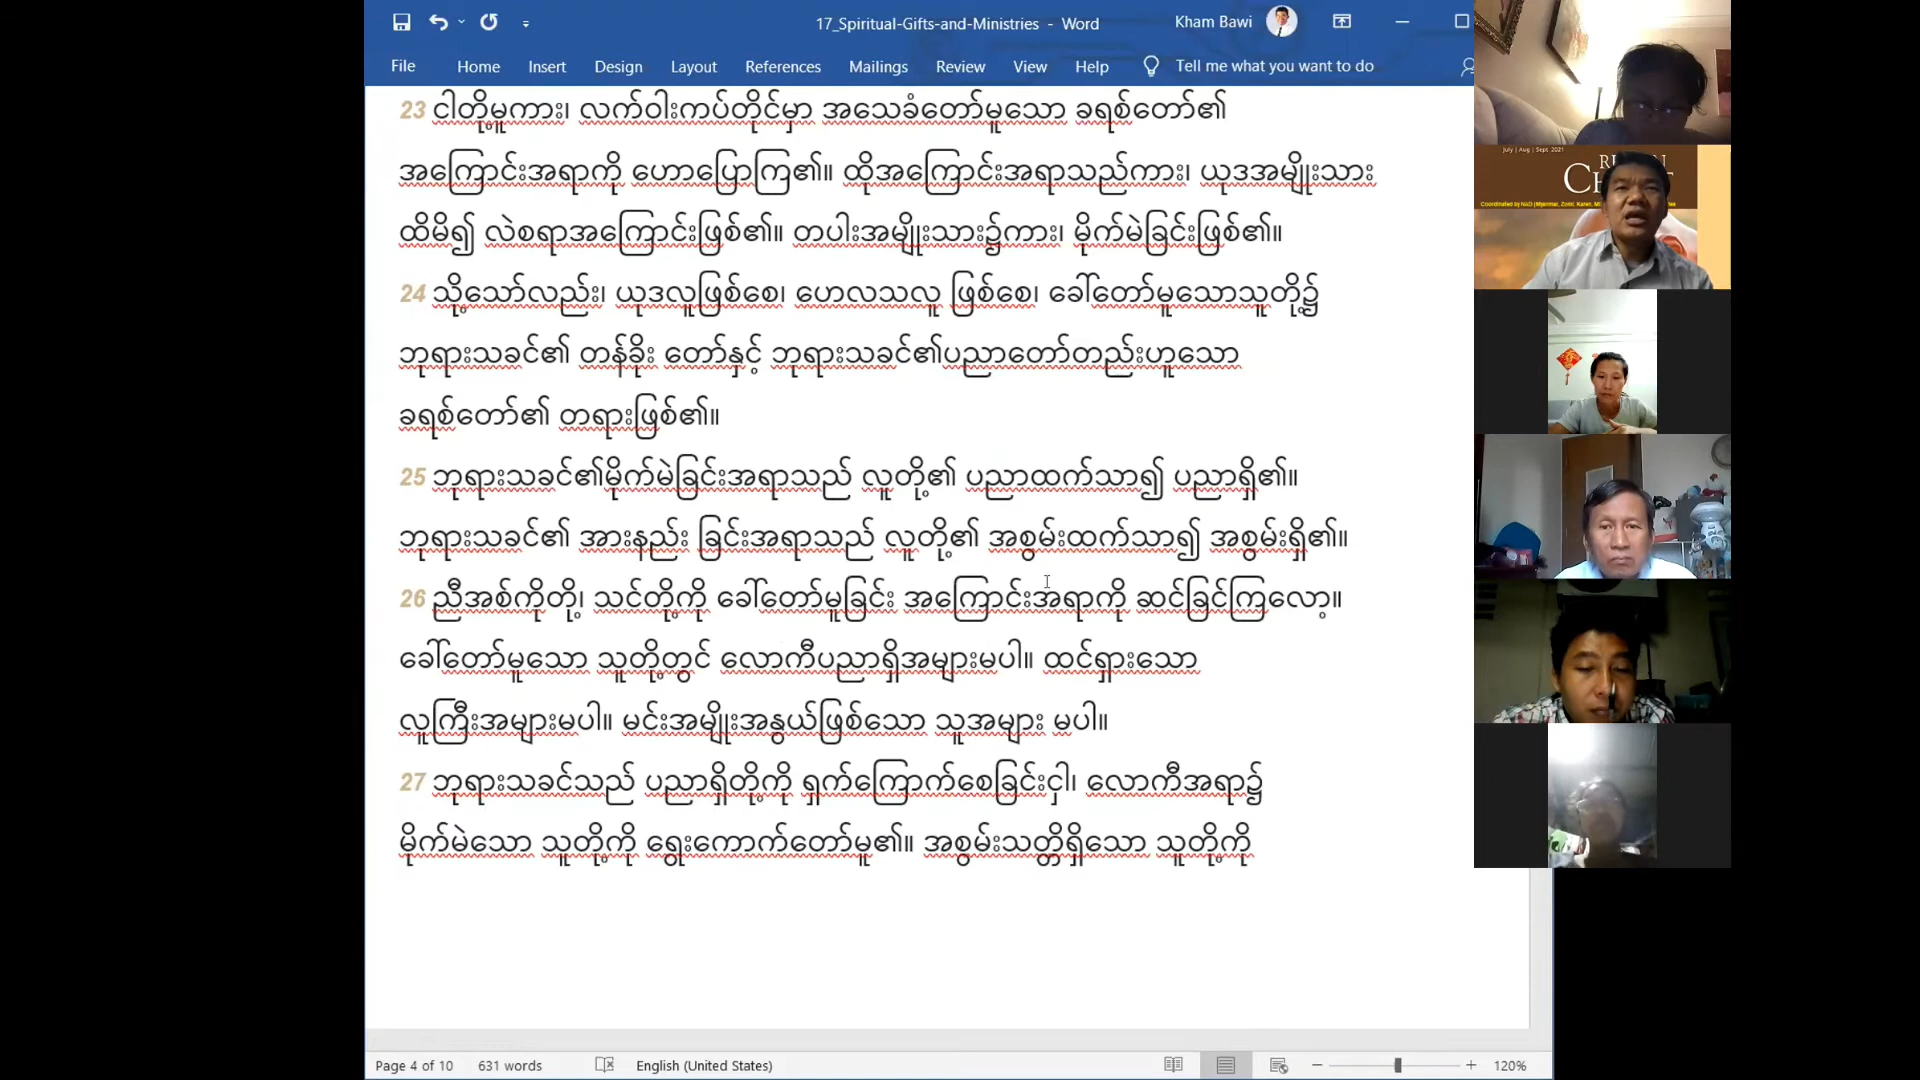 17_Spiritual-Gifts-and-Ministries - Word
Kham Bawi
File Home Insert Design Layout References Mailings Review View Help Tell me what you want to do
23 ငါတို့မူကား၊ လက်ဝါးကပ်တိုင်မှာ အသေခံတော်မူသော ခရစ်တော်၏
အကြောင်းအရာကို ဟောပြောကြ၏။ ထိုအကြောင်းအရာသည်ကား၊ ယုဒအမျိုးသား
ထိမိ၍ လဲစရာအကြောင်းဖြစ်၏။ တပါးအမျိုးသား၌ကား၊ မိုက်မဲခြင်းဖြစ်၏။
24 သို့သော်လည်း၊ ယုဒလူဖြစ်စေ၊ ဟေလသလူ ဖြစ်စေ၊ ခေါ်တော်မူသောသူတို့၌
ဘုရားသခင်၏ တန်ခိုး တော်နှင့် ဘုရားသခင်၏ပညာတော်တည်းဟူသော
ခရစ်တော်၏ တရားဖြစ်၏။
25 ဘုရားသခင်၏မိုက်မဲခြင်းအရာသည် လူတို့၏ ပညာထက်သာ၍ ပညာရှိ၏။
ဘုရားသခင်၏ အားနည်း ခြင်းအရာသည် လူတို့၏ အစွမ်းထက်သာ၍ အစွမ်းရှိ၏။
26 ညီအစ်ကိုတို့၊ သင်တို့ကို ခေါ်တော်မူခြင်း အကြောင်းအရာကို ဆင်ခြင်ကြလော့။
ခေါ်တော်မူသော သူတို့တွင် လောကီပညာရှိအများမပါ။ ထင်ရှားသော
လူကြီးအများမပါ။ မင်းအမျိုးအနွယ်ဖြစ်သော သူအများ မပါ။
27 ဘုရားသခင်သည် ပညာရှိတို့ကို ရှက်ကြောက်စေခြင်းငှါ၊ လောကီအရာ၌
မိုက်မဲသော သူတို့ကို ရွေးကောက်တော်မူ၏။ အစွမ်းသတ္တိရှိသော သူတို့ကို
Page 4 of 10 631 words English (United States) 120%
July | Aug | Sept 2021